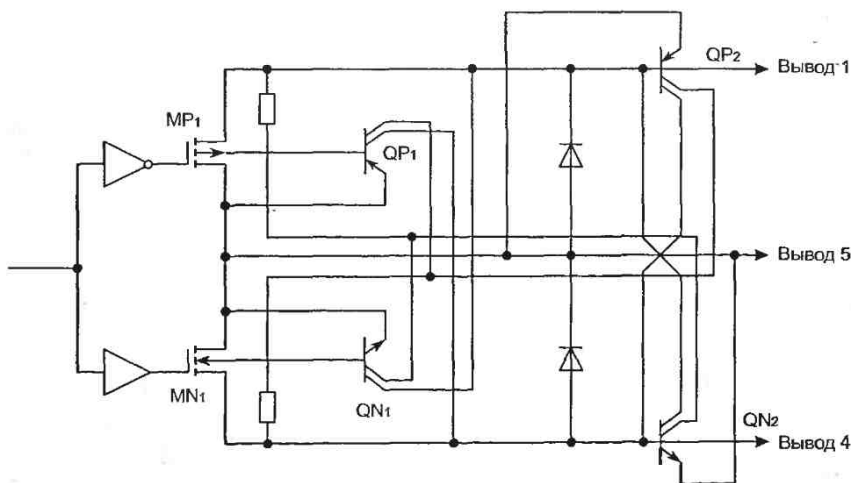 QP₂
Вывод 1
MP₁
QP₁
Вывод 5
MN₁
QN₁
QN₂
Вывод 4